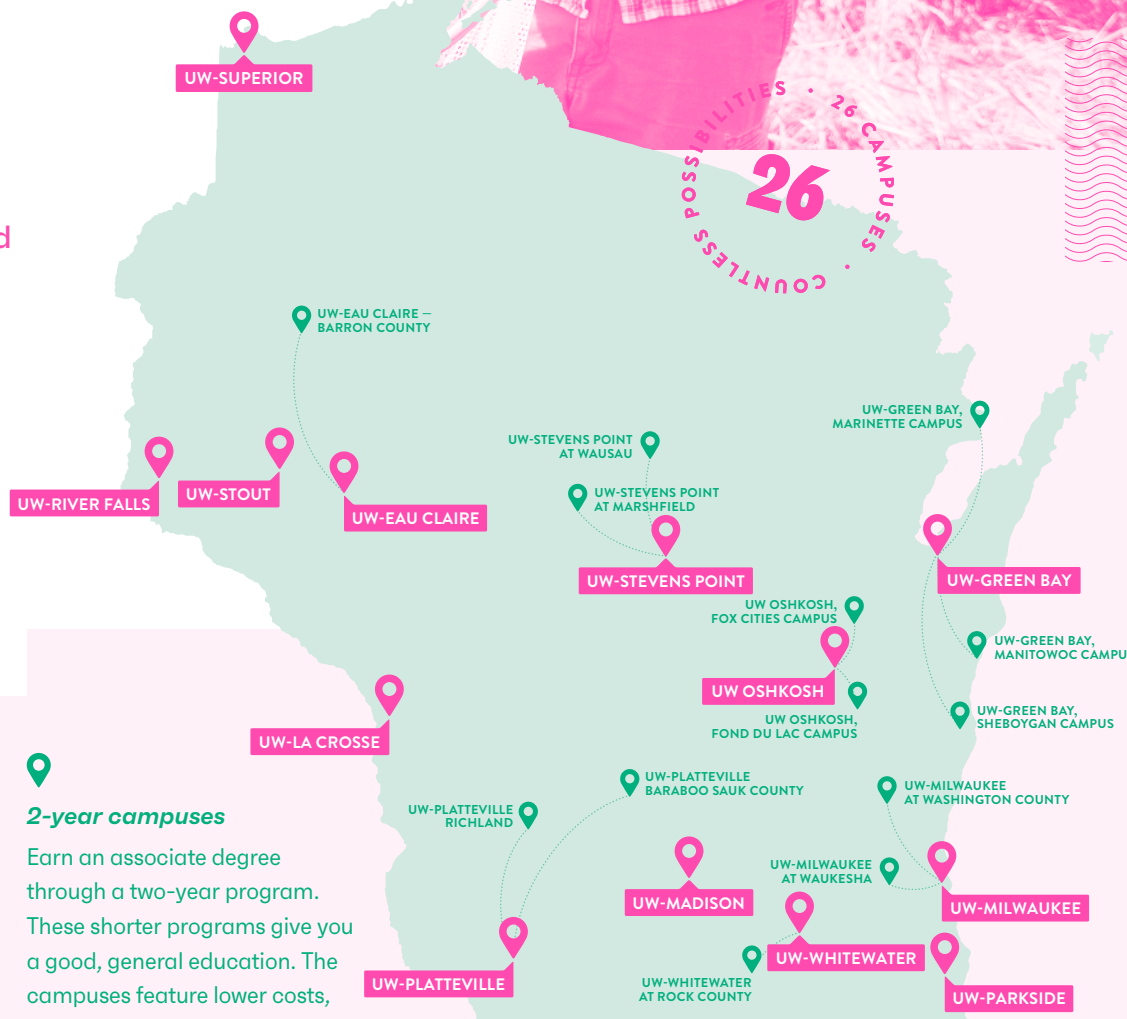 d
UW-SUPERIOR
26 CAMPUSES · COUNTLESS POSSIBILITIES ·
26
UW-EAU CLAIRE –
BARRON COUNTY
UW-GREEN BAY,
MARINETTE CAMPUS
UW-STEVENS POINT
AT WAUSAU
UW-STEVENS POINT
AT MARSHFIELD
UW-RIVER FALLS
UW-STOUT
UW-EAU CLAIRE
UW-STEVENS POINT
UW-GREEN BAY
UW OSHKOSH,
FOX CITIES CAMPUS
UW-GREEN BAY,
MANITOWOC CAMPU
UW OSHKOSH
UW OSHKOSH,
FOND DU LAC CAMPUS
UW-GREEN BAY,
SHEBOYGAN CAMPUS
UW-LA CROSSE
UW-PLATTEVILLE
BARABOO SAUK COUNTY
UW-MILWAUKEE
AT WASHINGTON COUNTY
UW-PLATTEVILLE
RICHLAND
UW-MILWAUKEE
AT WAUKESHA
UW-MADISON
UW-MILWAUKEE
UW-WHITEWATER
UW-PLATTEVILLE
UW-WHITEWATER
AT ROCK COUNTY
UW-PARKSIDE
2-year campuses
Earn an associate degree
through a two-year program.
These shorter programs give you
a good, general education. The
campuses feature lower costs,